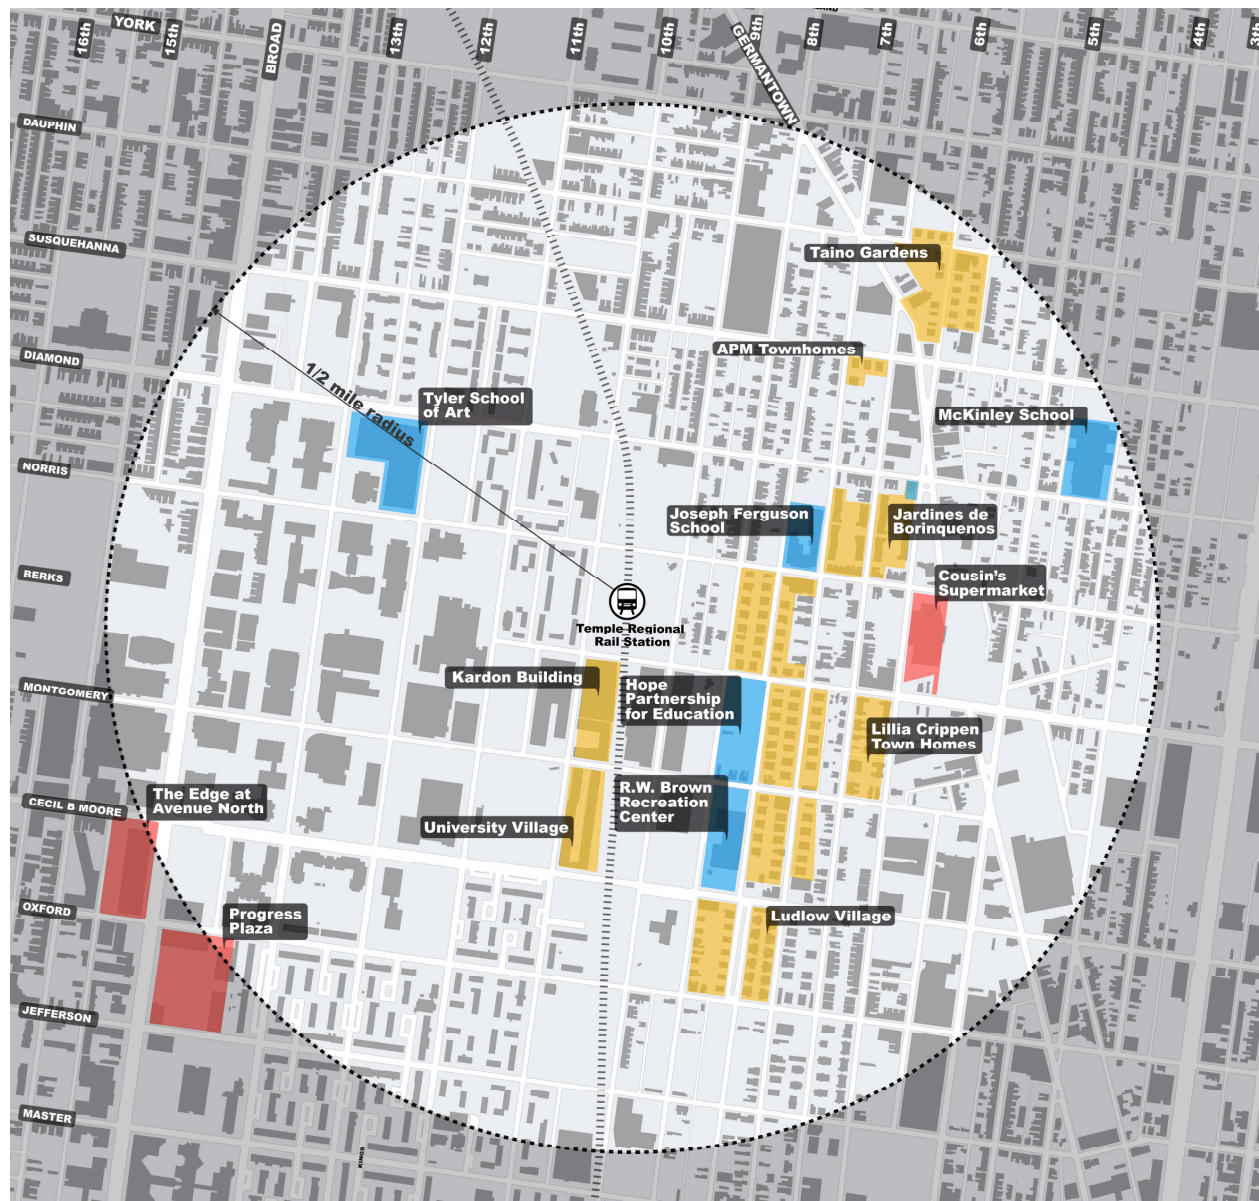 YORK
16th
15th
BROAD
13th
12th
11th
10th
9th
8th
7th
6th
5th
4th
3th
GERMANTOWN
DAUPHIN
SUSQUEHANNA
Taino Gardens
DIAMOND
APM Townhomes
1/2 mile radius
Tyler School
of Art
McKinley School
NORRIS
Joseph Ferguson
School
Jardines de
Borinquenos
BERKS
Cousin's
Supermarket
Temple Regional
Rail Station
Kardon Building
Hope
Partnership
for Education
MONTGOMERY
Lillia Crippen
Town Homes
The Edge at
Avenue North
CECIL B MOORE
R.W. Brown
Recreation
Center
University Village
OXFORD
Progress
Plaza
Ludlow Village
JEFFERSON
MASTER
KINGS